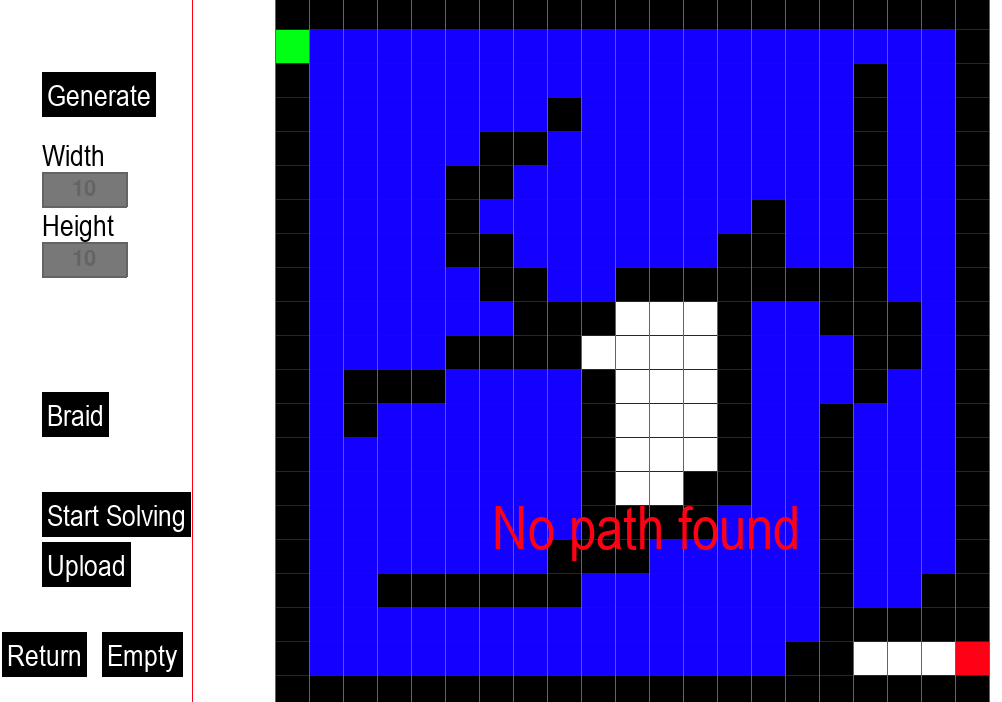 Generate
Width
10
Height
10
Braid
Start Solving
No path found
Upload
Return Empty